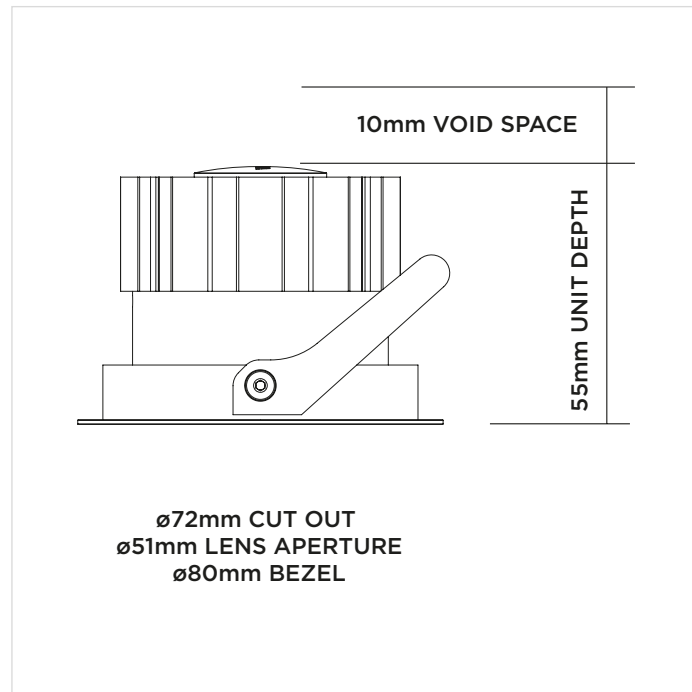 10mm VOID SPACE
55mm UNIT DEPTH
ø72mm CUT OUT
ø51mm LENS APERTURE
ø80mm BEZEL